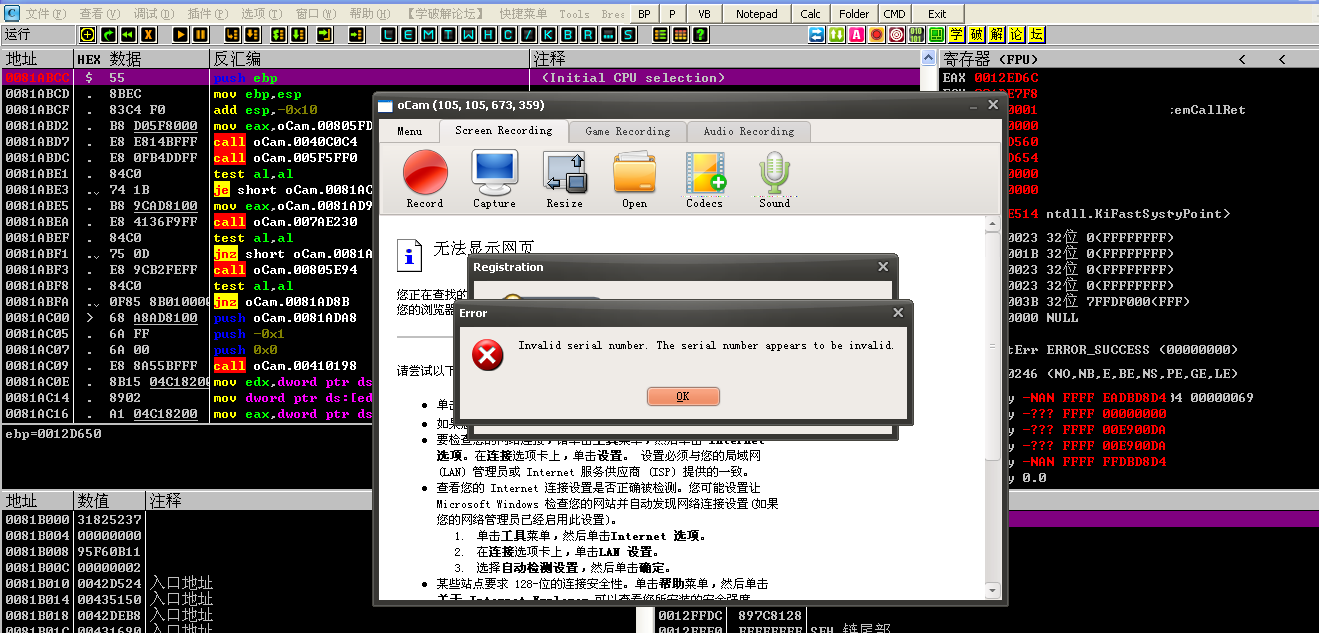 文件(F) 查看(V) 调试(D) 插件(P) 选项(T) 窗口(W) 帮助(H) 【学破解论坛】 快捷菜单 Tools Bree BP P VB Notepad Calc Folder CMD Exit
运行 L E M T W H C / K B R ... S ? 学 破 解 论 坛
地址 HEX 数据 反汇编 注释 寄存器 (FPU) < <
0081ABCC $ 55 push ebp (Initial CPU selection) EAX 0012ED6C
0081ABCD . 8BEC mov ebp,esp
0081ABCF . 83C4 F0 add esp,-0x10
0081ABD2 . B8 D05F8000 mov eax,oCam.00805FD
0081ABD7 . E8 E814BFFF call oCam.0040C0C4
0081ABDC . E8 0FB4DDFF call oCam.005F5FF0
0081ABE1 . 84C0 test al,al
0081ABE3 . 74 1B je short oCam.0081AC
0081ABE5 . B8 9CAD8100 mov eax,oCam.0081AD9
0081ABEA . E8 4136F9FF call oCam.007AE230
0081ABEF . 84C0 test al,al
0081ABF1 . 75 0D jnz short oCam.0081A
0081ABF3 . E8 9CB2FEFF call oCam.00805E94
0081ABF8 . 84C0 test al,al
0081ABFA . 0F85 8B010000 jnz oCam.0081AD8B
0081AC00 > 68 A8AD8100 push oCam.0081ADA8
0081AC05 . 6A FF push -0x1
0081AC07 . 6A 00 push 0x0
0081AC09 . E8 8A55BFFF call oCam.00410198
0081AC0E . 8B15 04C18200 mov edx,dword ptr ds
0081AC14 . 8902 mov dword ptr ds:[ed
0081AC16 . A1 04C18200 mov eax,dword ptr ds
ebp=0012D650
地址 数值 注释
0081B000 31825237
0081B004 00000000
0081B008 95F60B11
0081B00C 00000002
0081B010 0042D524 入口地址
0081B014 00435150 入口地址
0081B018 0042DEB8 入口地址
0081B01C 00431690 入口地址
oCam (105, 105, 673, 359)
Menu Screen Recording Game Recording Audio Recording
Record Capture Resize Open Codecs Sound
无法显示网页
您正在查找的
您的浏览器
请尝试以下
Registration
Error
Invalid serial number. The serial number appears to be invalid.
OK
单击
要检查您的网络连接,请单击工具菜单,然后单击 Internet
选项。在连接选项卡上,单击设置。 设置必须与您的局域网
(LAN) 管理员或 Internet 服务供应商 (ISP) 提供的一致。
查看您的 Internet 连接设置是否正确被检测。您可能设置让
Microsoft Windows 检查您的网站并自动发现网络连接设置(如果
您的网络管理员已经启用此设置)。
1. 单击工具菜单,然后单击Internet 选项。
2. 在连接选项卡上,单击LAN 设置。
3. 选择自动检测设置,然后单击确定。
某些站点要求 128-位的连接安全性。单击帮助菜单,然后单击
关于 Internet Explorer 可以查看您所安装的安全强度
0001 :emCallRet
0000
D560
D654
0000
0000
E514 ntdll.KiFastSystryPoint>
0023 32位 0(FFFFFFFF)
001B 32位 0(FFFFFFFF)
0023 32位 0(FFFFFFFF)
0023 32位 0(FFFFFFFF)
003B 32位 7FFDF000(FFF)
0000 NULL
tErr ERROR_SUCCESS (00000000)
0246 (NO,NB,E,BE,NS,PE,GE,LE)
y -NAN FFFF EADBD8D4 D4 00000069
y -??? FFFF 00000000
y -??? FFFF 00E900DA
y -??? FFFF 00E900DA
y -NAN FFFF FFDBD8D4
y 0.0
0012FFDC 897C8128
0012FFE0 FFFFFFFF SEH 链尾部